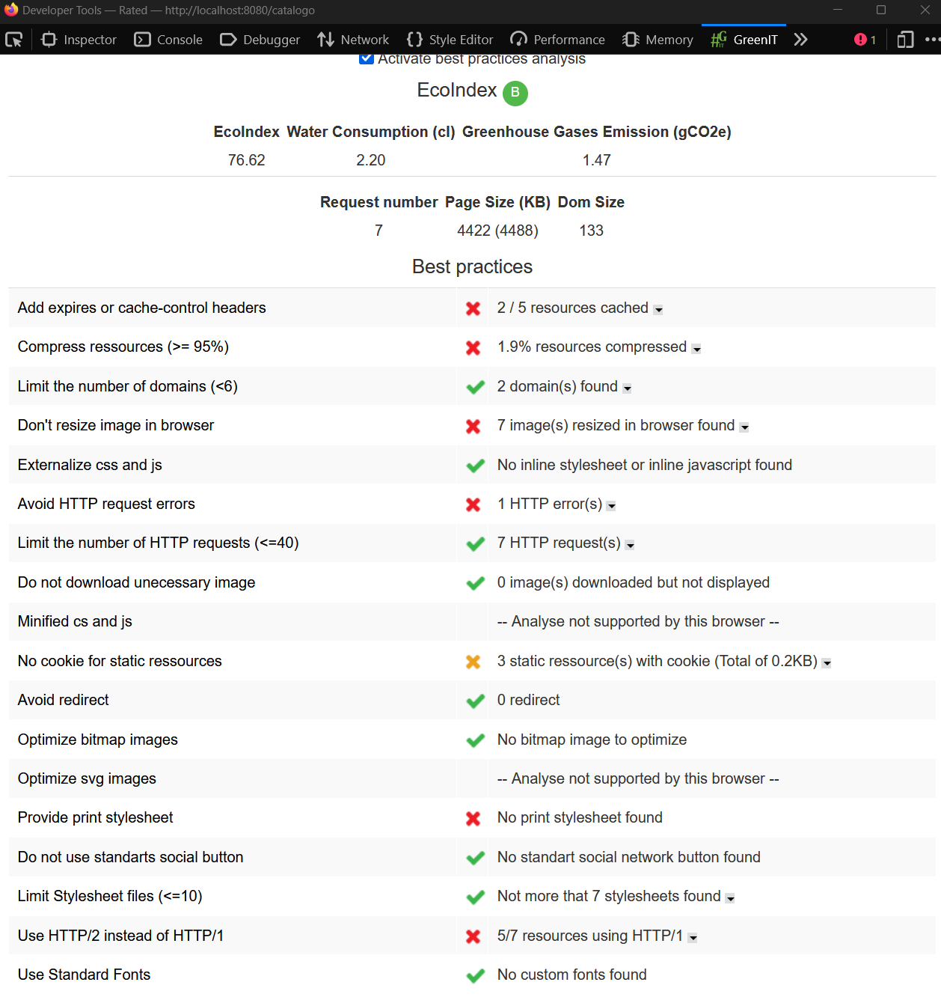 Developer Tools — Rated — http://localhost:8080/catalogo
Inspector Console Debugger Network Style Editor Performance Memory GreenIT 1
Activate best practices analysis
EcoIndex B
EcoIndex Water Consumption (cl) Greenhouse Gases Emission (gCO2e)
76.62 2.20 1.47
Request number Page Size (KB) Dom Size
7 4422 (4488) 133
Best practices
Add expires or cache-control headers 2 / 5 resources cached
Compress ressources (>= 95%) 1.9% resources compressed
Limit the number of domains (<6) 2 domain(s) found
Don't resize image in browser 7 image(s) resized in browser found
Externalize css and js No inline stylesheet or inline javascript found
Avoid HTTP request errors 1 HTTP error(s)
Limit the number of HTTP requests (<=40) 7 HTTP request(s)
Do not download unecessary image 0 image(s) downloaded but not displayed
Minified cs and js -- Analyse not supported by this browser --
No cookie for static ressources 3 static ressource(s) with cookie (Total of 0.2KB)
Avoid redirect 0 redirect
Optimize bitmap images No bitmap image to optimize
Optimize svg images -- Analyse not supported by this browser --
Provide print stylesheet No print stylesheet found
Do not use standarts social button No standart social network button found
Limit Stylesheet files (<=10) Not more that 7 stylesheets found
Use HTTP/2 instead of HTTP/1 5/7 resources using HTTP/1
Use Standard Fonts No custom fonts found